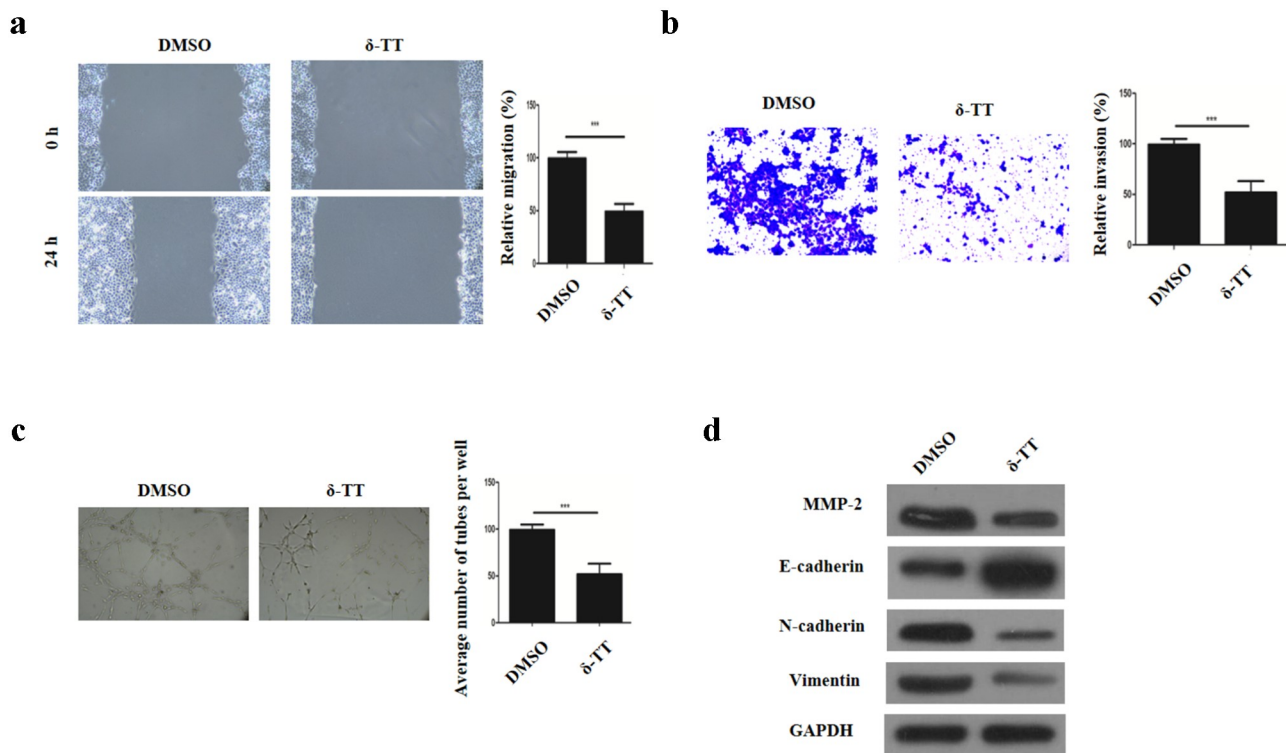 a
DMSO
δ-TT
0 h
24 h
Relative migration (%)
150
100
50
0
***
DMSO
δ-TT
b
DMSO
δ-TT
Relative invasion (%)
150
100
50
0
***
DMSO
δ-TT
c
DMSO
δ-TT
Average number of tubes per well
150
100
50
0
***
DMSO
δ-TT
d
DMSO
δ-TT
MMP-2
E-cadherin
N-cadherin
Vimentin
GAPDH